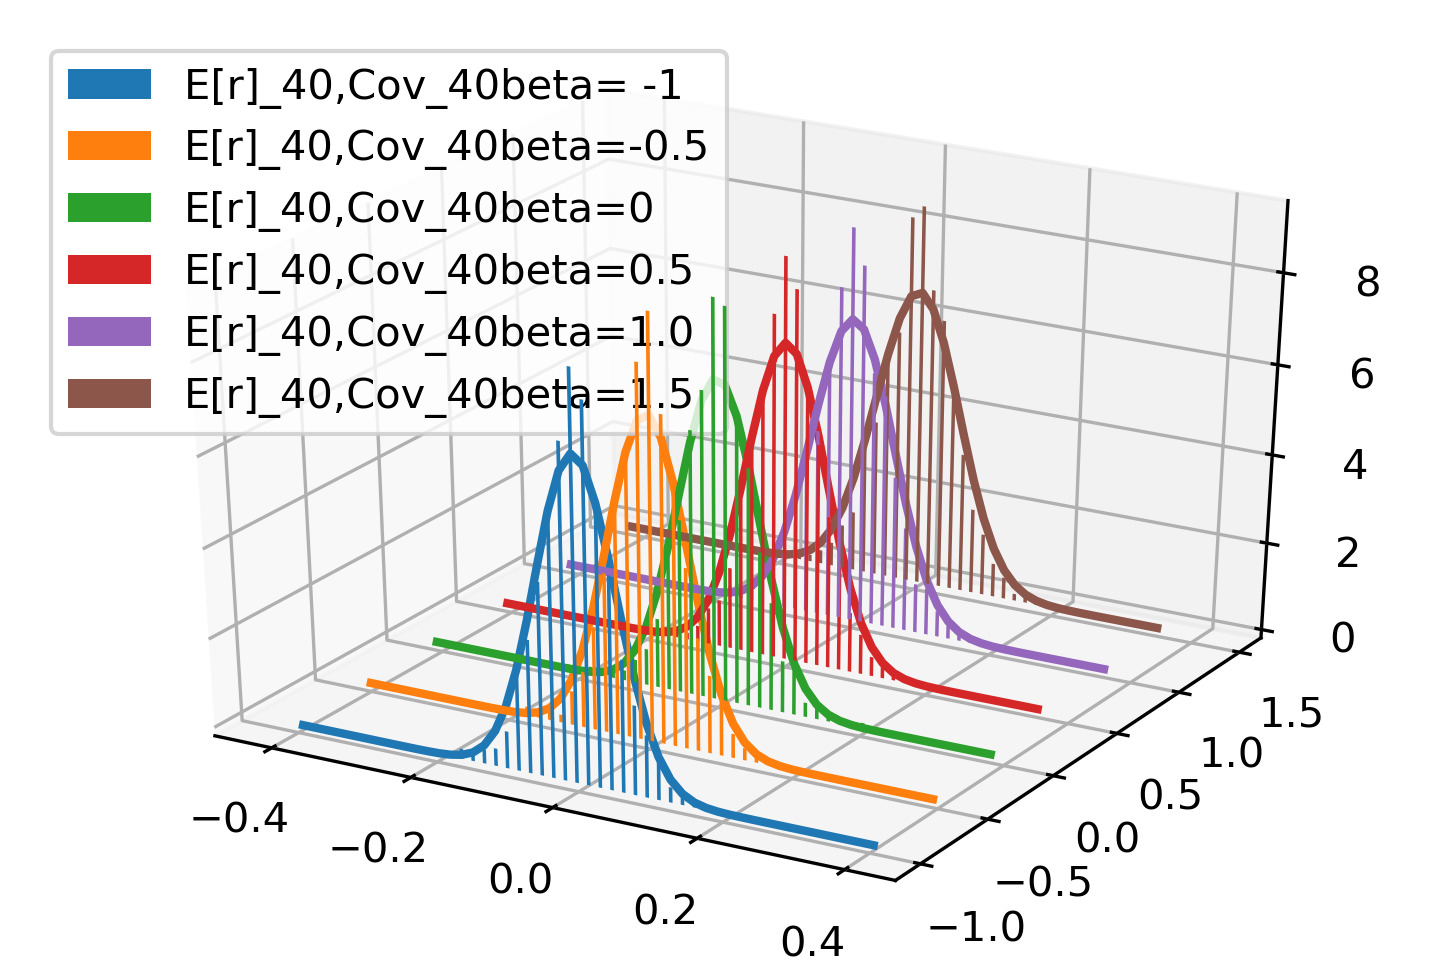 E[r]_40,Cov_40beta= -1
E[r]_40,Cov_40beta=-0.5
E[r]_40,Cov_40beta=0
E[r]_40,Cov_40beta=0.5
E[r]_40,Cov_40beta=1.0
E[r]_40,Cov_40beta=1.5
8
6
4
2
0
−0.4
−0.2
0.0
0.2
0.4
−1.0
−0.5
0.0
0.5
1.0
1.5